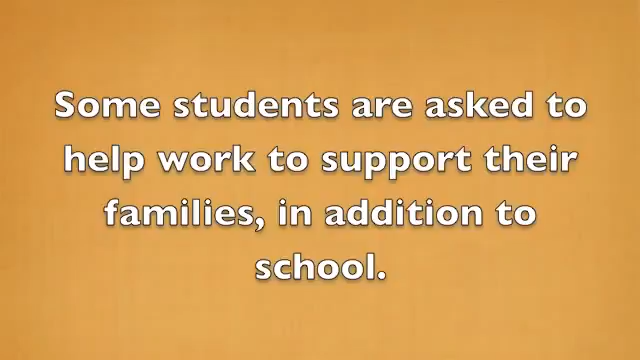 Some students are asked to
help work to support their
families, in addition to
school.